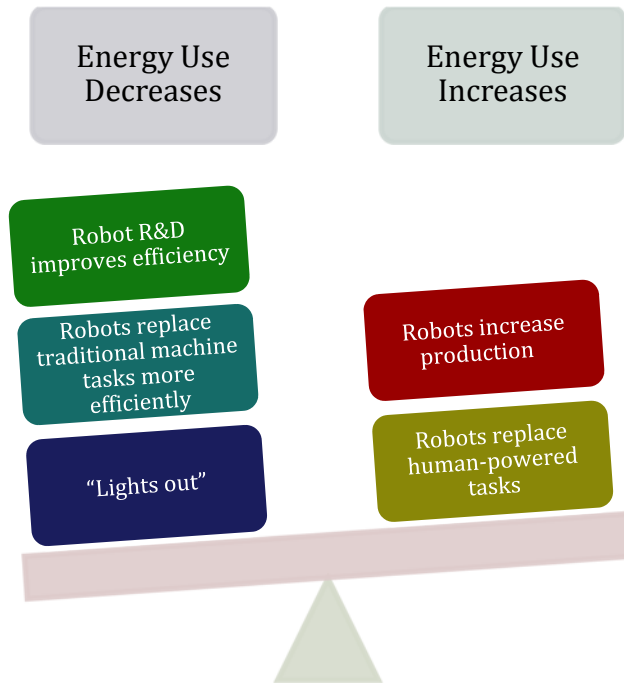 Energy Use
Decreases
Energy Use
Increases
Robot R&D
improves efficiency
Robots replace
traditional machine
tasks more
efficiently
“Lights out”
Robots increase
production
Robots replace
human-powered
tasks